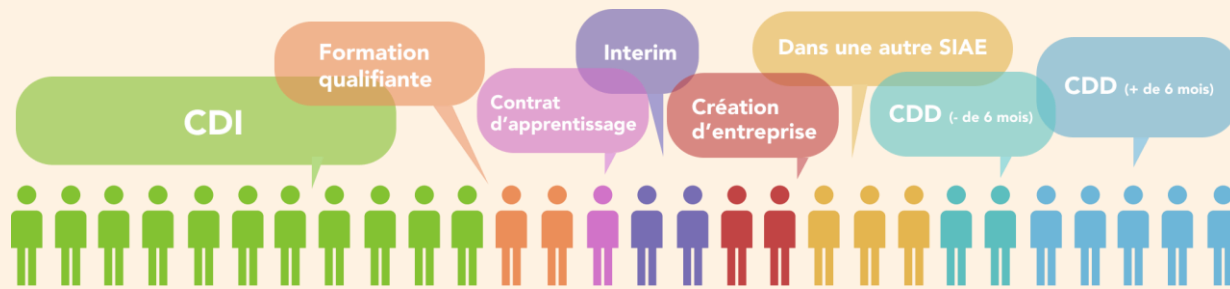 CDI
Formation
qualifiante
Contrat
d'apprentissage
Interim
Création
d'entreprise
Dans une autre SIAE
CDD (- de 6 mois)
CDD (+ de 6 mois)